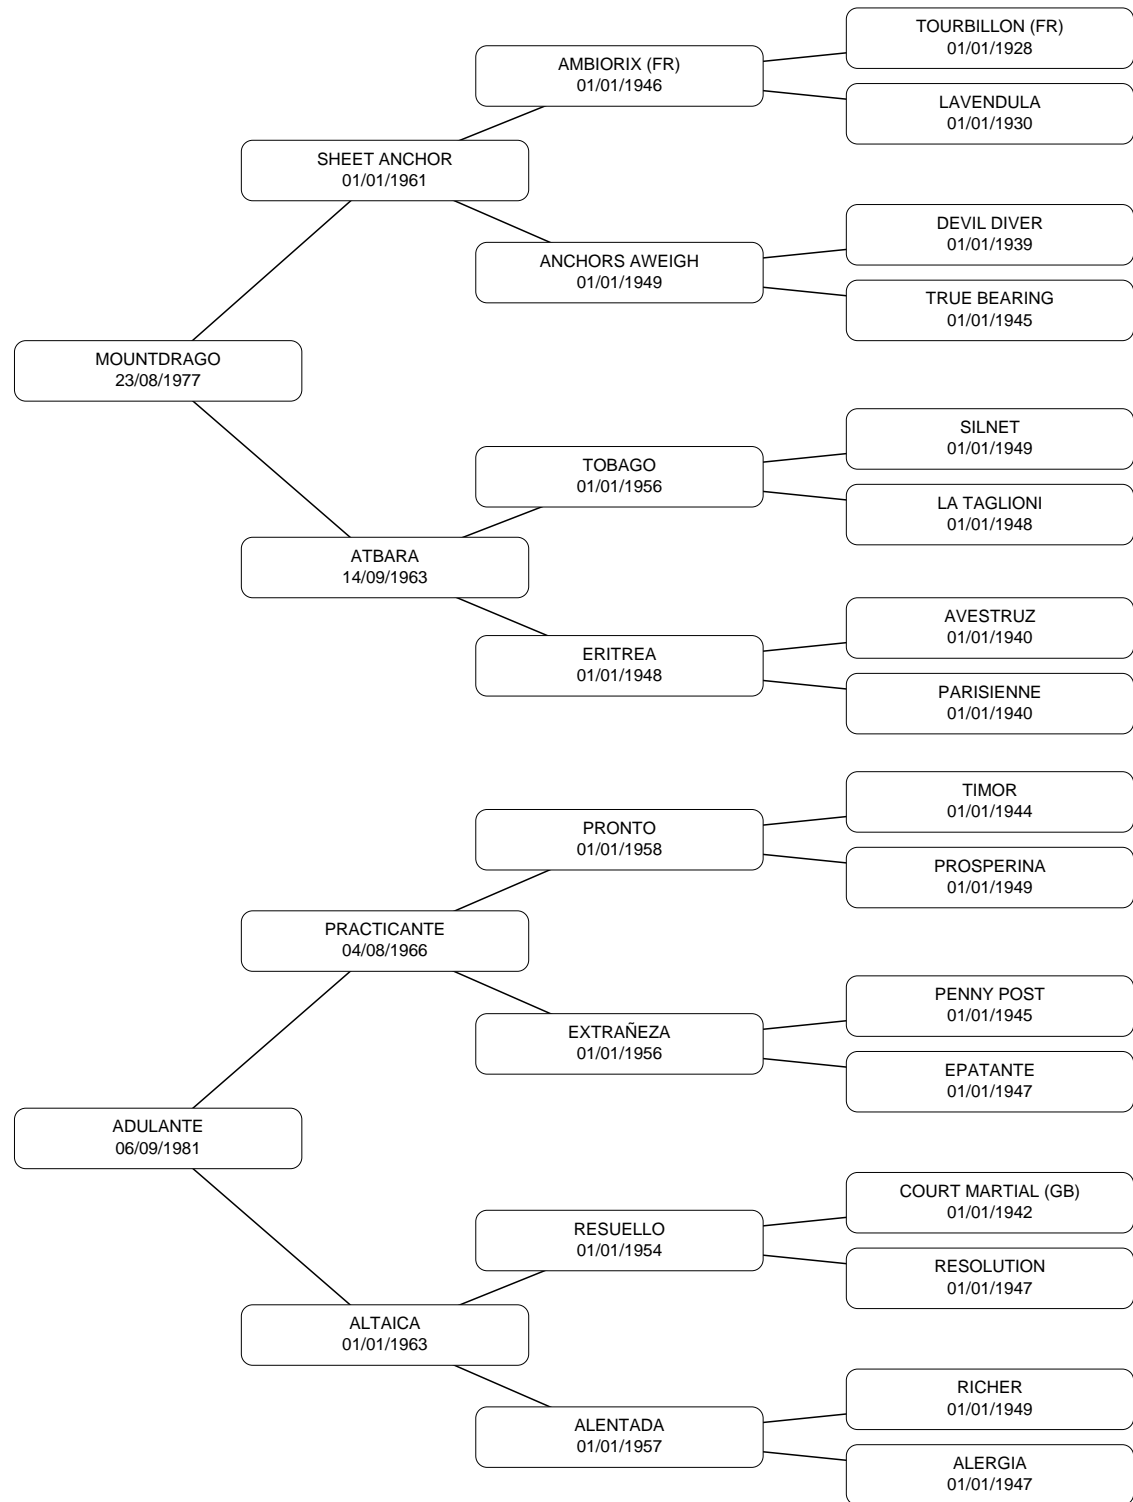 TOURBILLON (FR)
01/01/1928
AMBIORIX (FR)
01/01/1946
LAVENDULA
01/01/1930
SHEET ANCHOR
01/01/1961
DEVIL DIVER
01/01/1939
ANCHORS AWEIGH
01/01/1949
TRUE BEARING
01/01/1945
MOUNTDRAGO
23/08/1977
SILNET
01/01/1949
TOBAGO
01/01/1956
LA TAGLIONI
01/01/1948
ATBARA
14/09/1963
AVESTRUZ
01/01/1940
ERITREA
01/01/1948
PARISIENNE
01/01/1940
TIMOR
01/01/1944
PRONTO
01/01/1958
PROSPERINA
01/01/1949
PRACTICANTE
04/08/1966
PENNY POST
01/01/1945
EXTRAÑEZA
01/01/1956
EPATANTE
01/01/1947
ADULANTE
06/09/1981
COURT MARTIAL (GB)
01/01/1942
RESUELLO
01/01/1954
RESOLUTION
01/01/1947
ALTAICA
01/01/1963
RICHER
01/01/1949
ALENTADA
01/01/1957
ALERGIA
01/01/1947